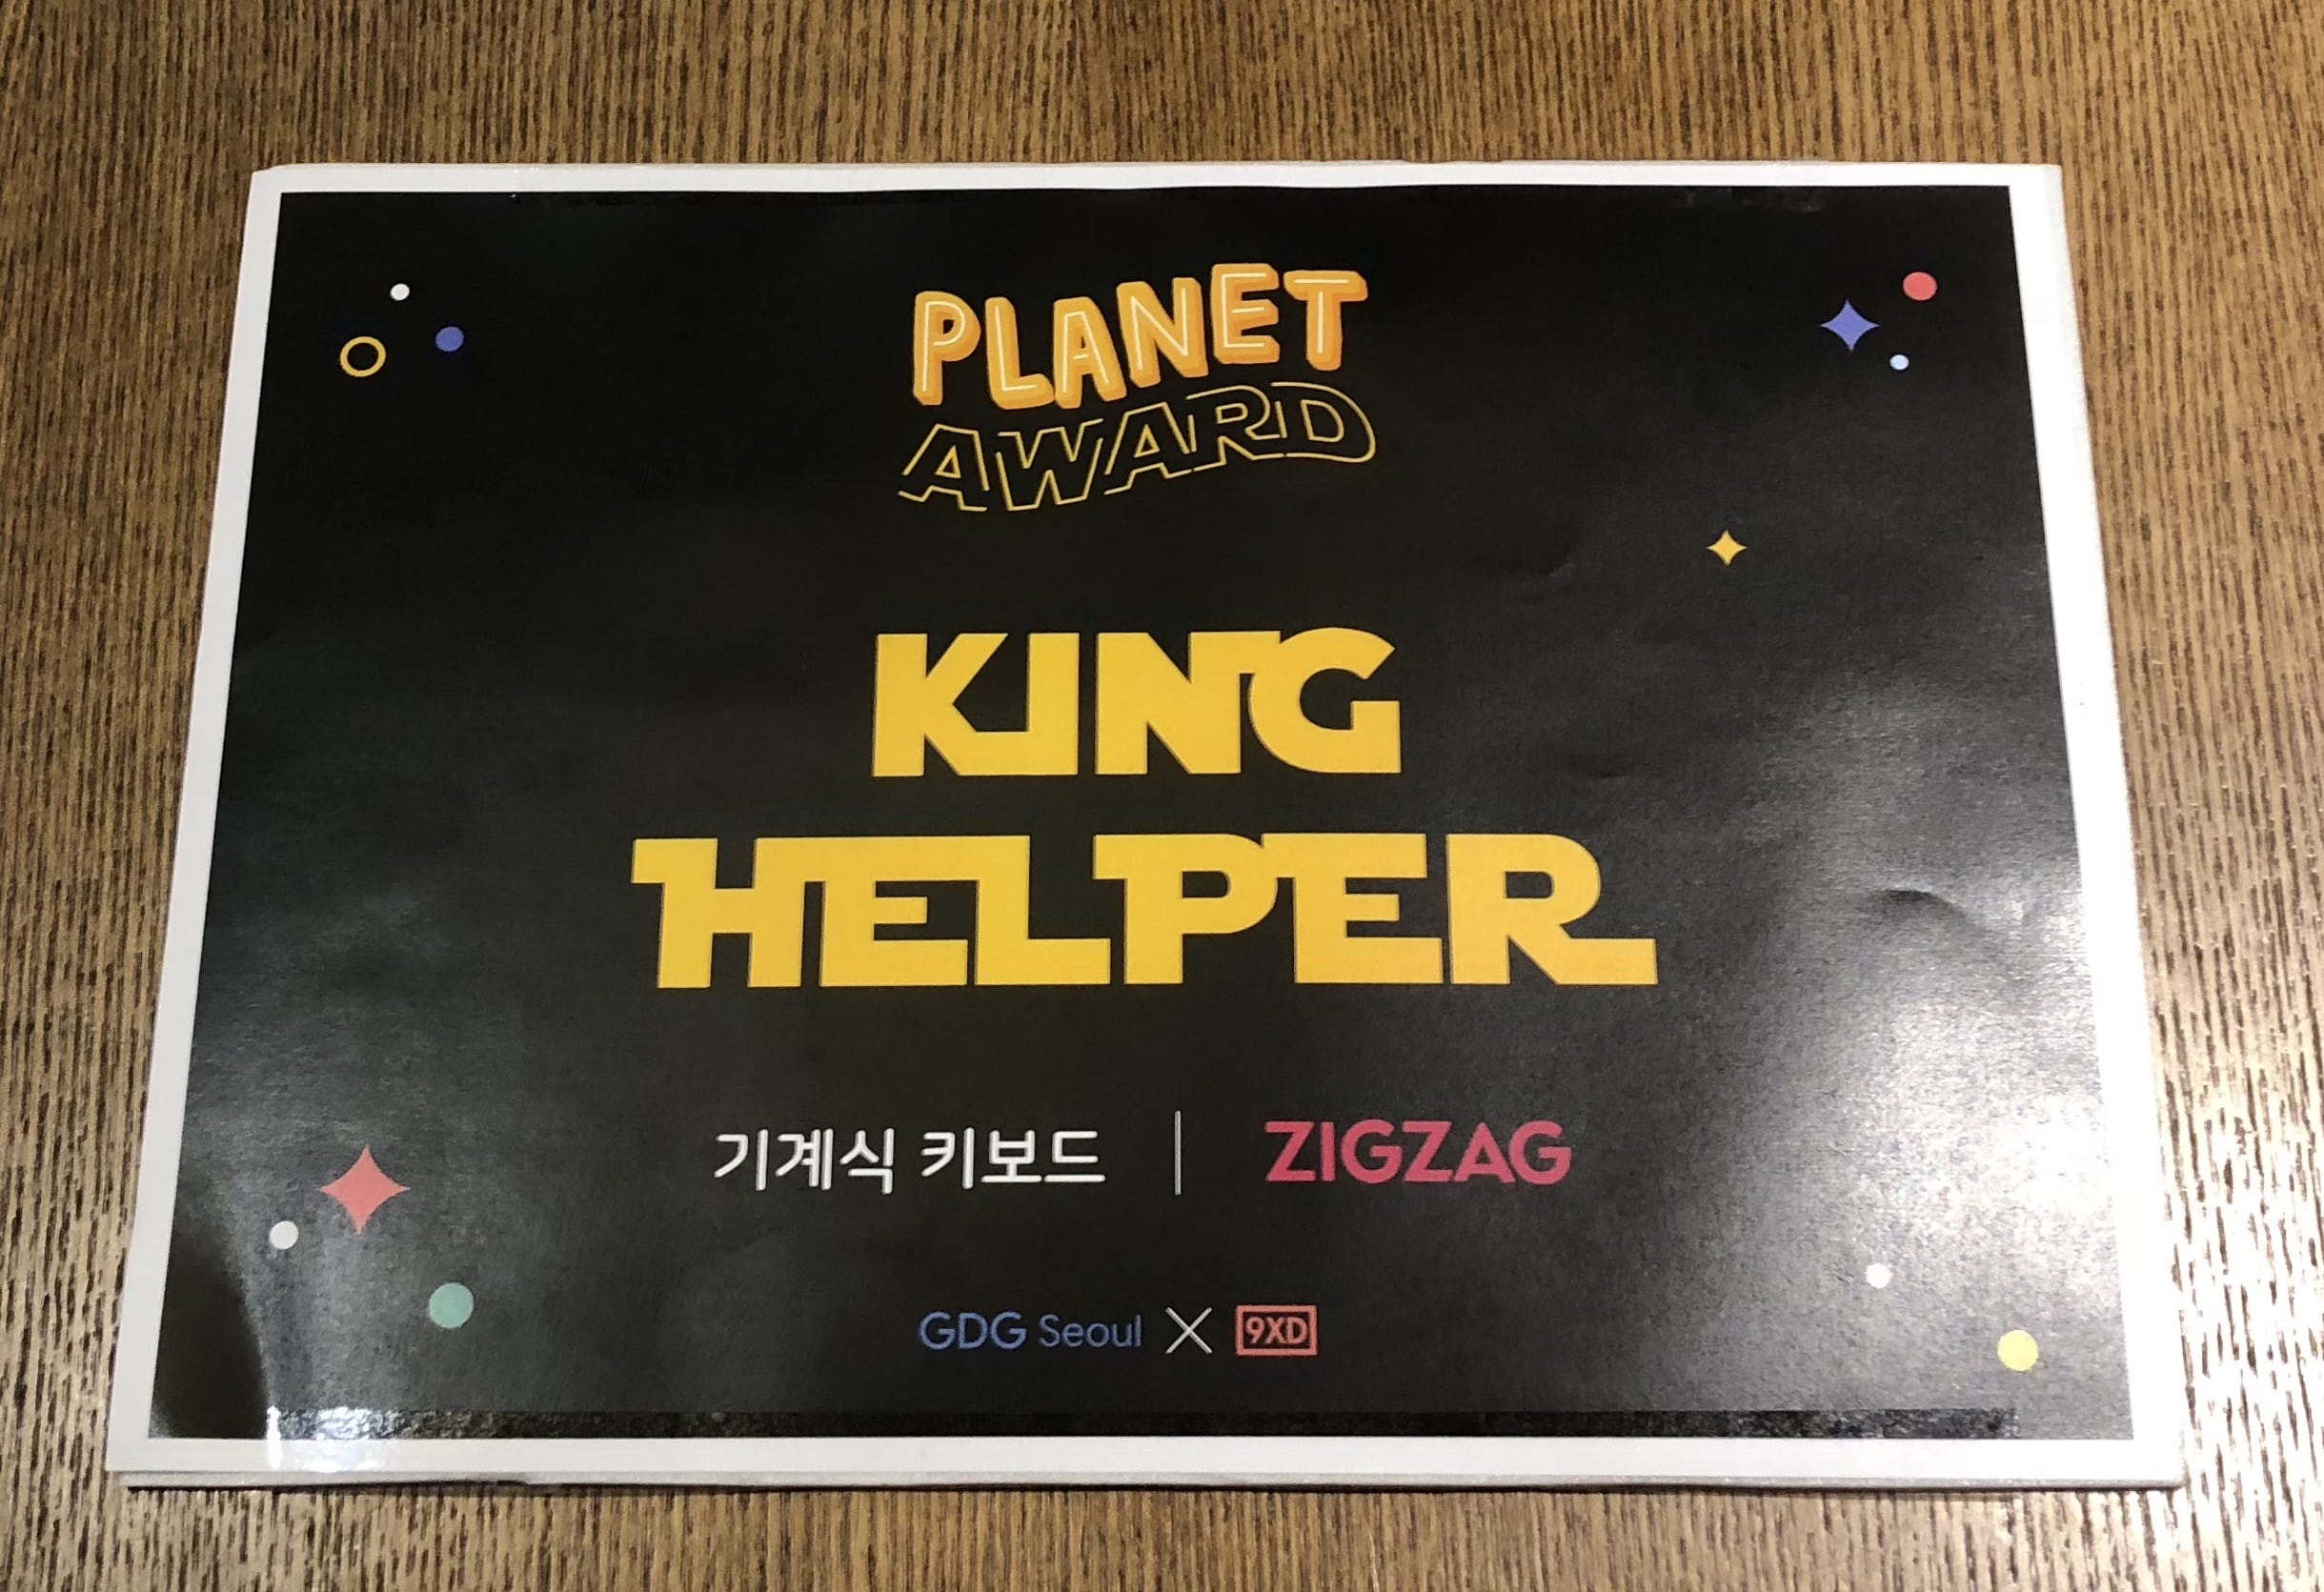 PLANET
AWARD
KING
HELPER
기계식 키보드 | ZIGZAG
GDG Seoul X 9XD